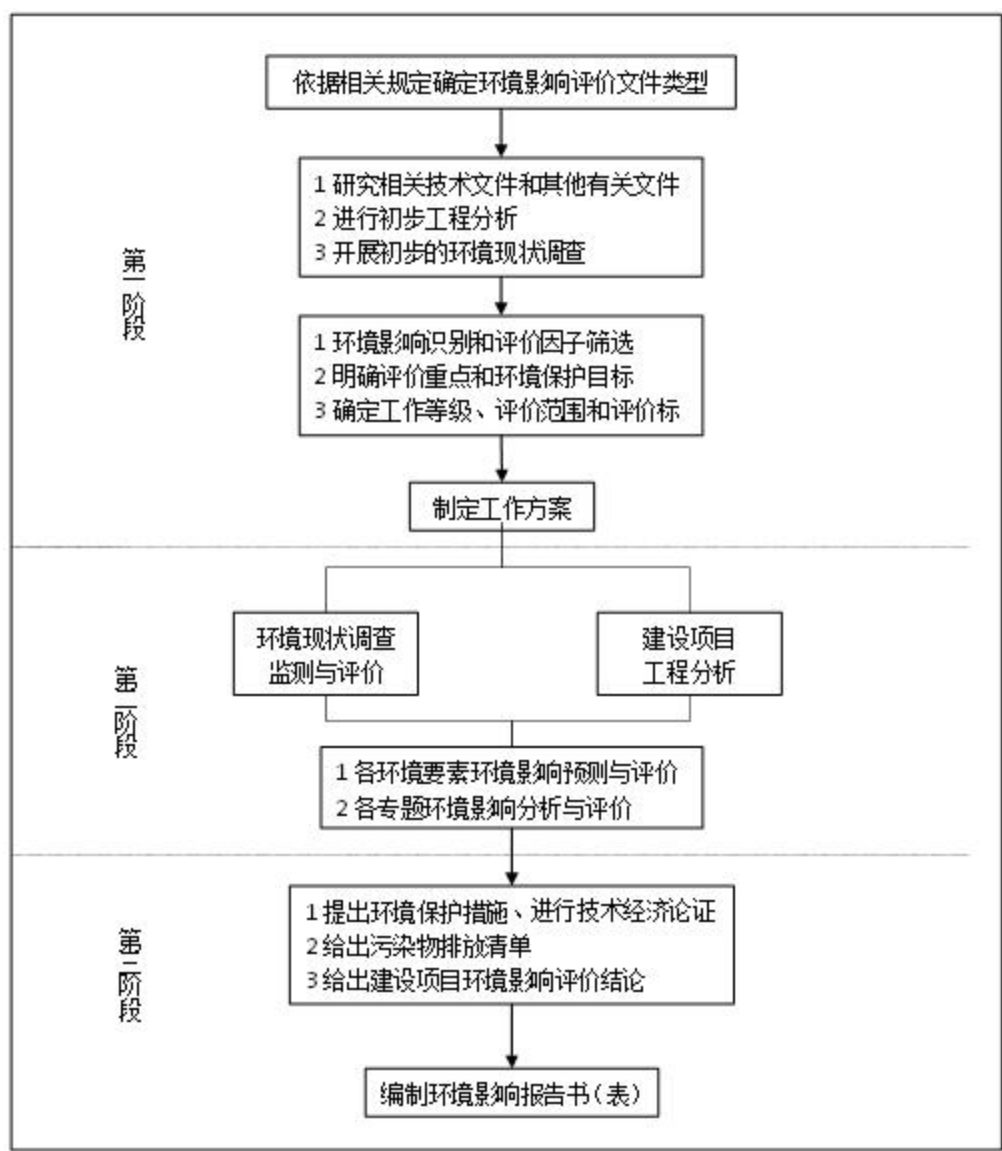 依据相关规定确定环境影响评价文件类型
1 研究相关技术文件和其他有关文件
2 进行初步工程分析
3 开展初步的环境现状调查
第一阶段
1 环境影响识别和评价因子筛选
2 明确评价重点和环境保护目标
3 确定工作等级、评价范围和评价标
制定工作方案
环境现状调查
监测与评价
建设项目
工程分析
第二阶段
1 各环境要素环境影响预测与评价
2 各专题环境影响分析与评价
1 提出环境保护措施、进行技术经济论证
2 给出污染物排放清单
3 给出建设项目环境影响评价结论
第三阶段
编制环境影响报告书(表)